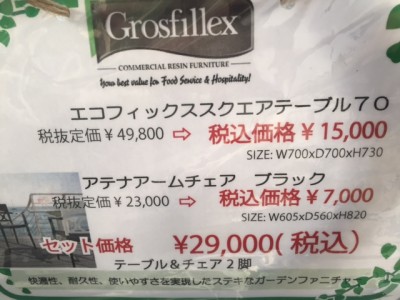 Grosfillex
COMMERCIAL RESIN FURNITURE
Your best value for Food Service & Hospitality!
エコフィックススクエアテーブル70
税抜定価￥49,800 ⇨ 税込価格￥15,000
SIZE: W700xD700xH730
アテナアームチェア ブラック
税抜定価￥23,000 ⇨ 税込価格￥7,000
SIZE: W605xD560xH820
セット価格 ¥29,000(税込)
テーブル＆チェア２脚
快適性、耐久性、使いやすさを実現したステキなガーデンファニチャー